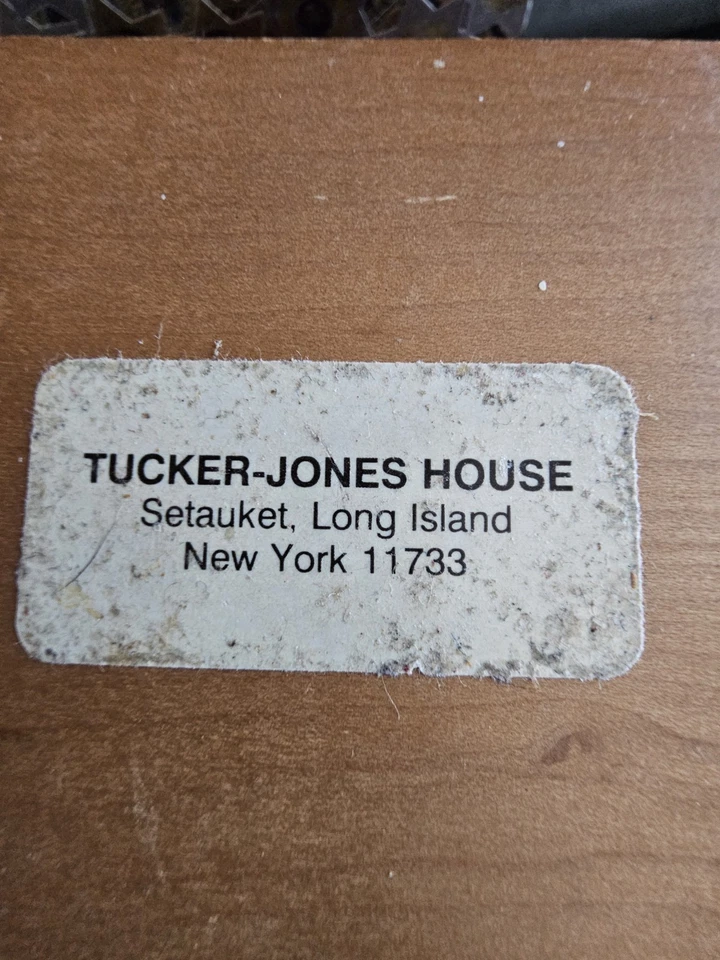 TUCKER-JONES HOUSE
Setauket, Long Island
New York 11733